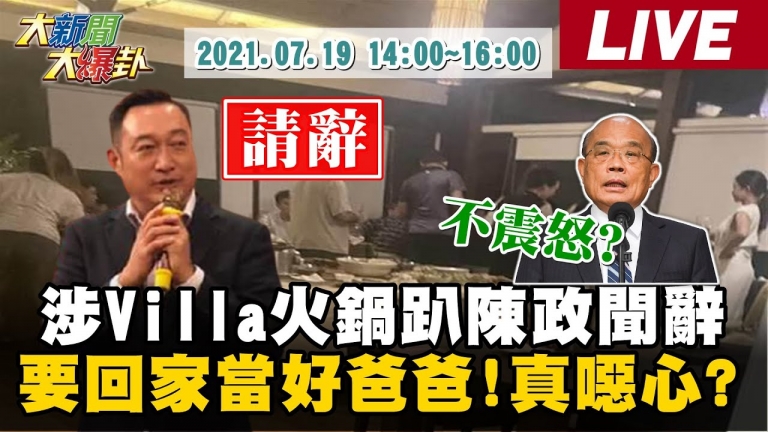 大新聞
大爆卦
2021.07.19 14:00~16:00
LIVE
請辭
不震怒?
涉Villa火鍋趴陳政聞辭
要回家當好爸爸!真噁心?